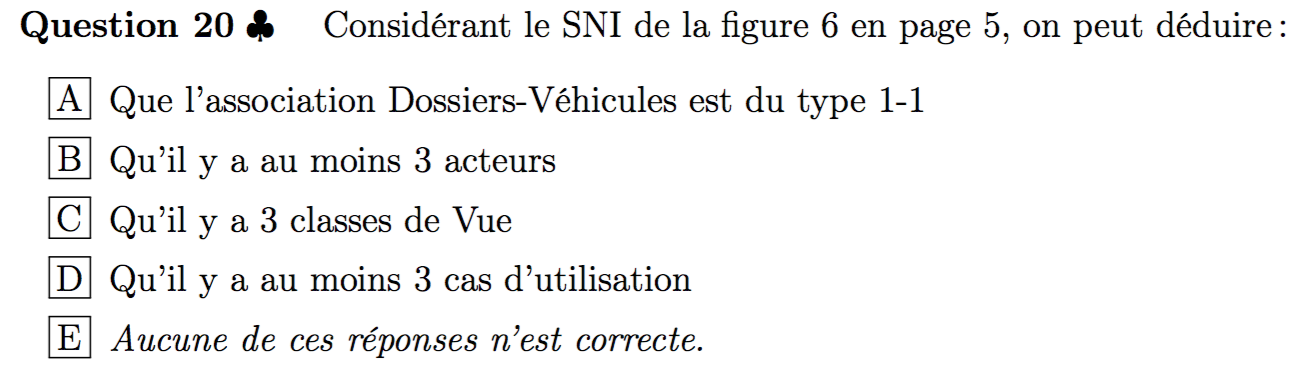 Question 20 ♣ Considérant le SNI de la figure 6 en page 5, on peut déduire :
A Que l'association Dossiers-Véhicules est du type 1-1
B Qu'il y a au moins 3 acteurs
C Qu'il y a 3 classes de Vue
D Qu'il y a au moins 3 cas d'utilisation
E Aucune de ces réponses n'est correcte.